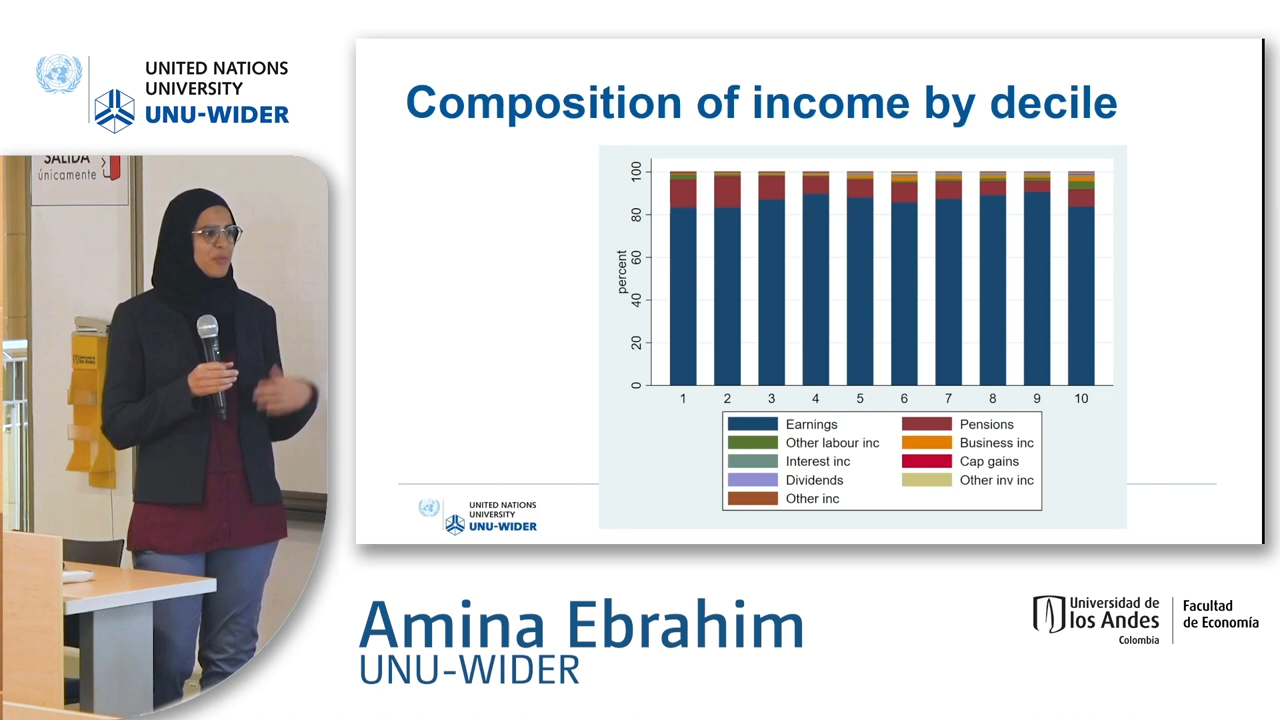 UNITED NATIONS
UNIVERSITY
UNU-WIDER
SALIDA
únicamente
Composition of income by decile
percent
100
80
60
40
20
0
1 2 3 4 5 6 7 8 9 10
Earnings Pensions
Other labour inc Business inc
Interest inc Cap gains
Dividends Other inv inc
Other inc
UNITED NATIONS
UNIVERSITY
UNU-WIDER
Amina Ebrahim
UNU-WIDER
Universidad de
los Andes
Colombia
Facultad
de Economía